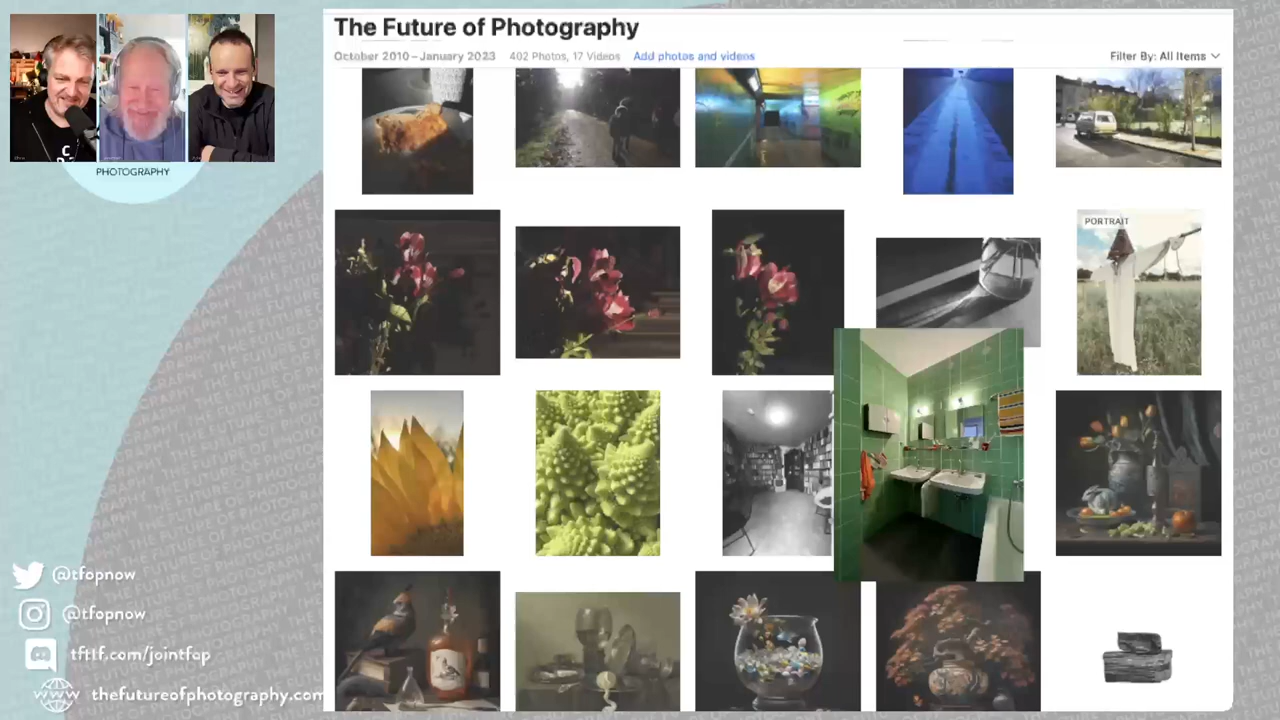 The Future of Photography
October 2010 – January 2023 402 Photos, 17 Videos Add photos and videos Filter By: All Items
PHOTOGRAPHY
PORTRAIT
@tfopnow
@tfopnow
tfttf.com/jointfop
thefutureofphotography.com